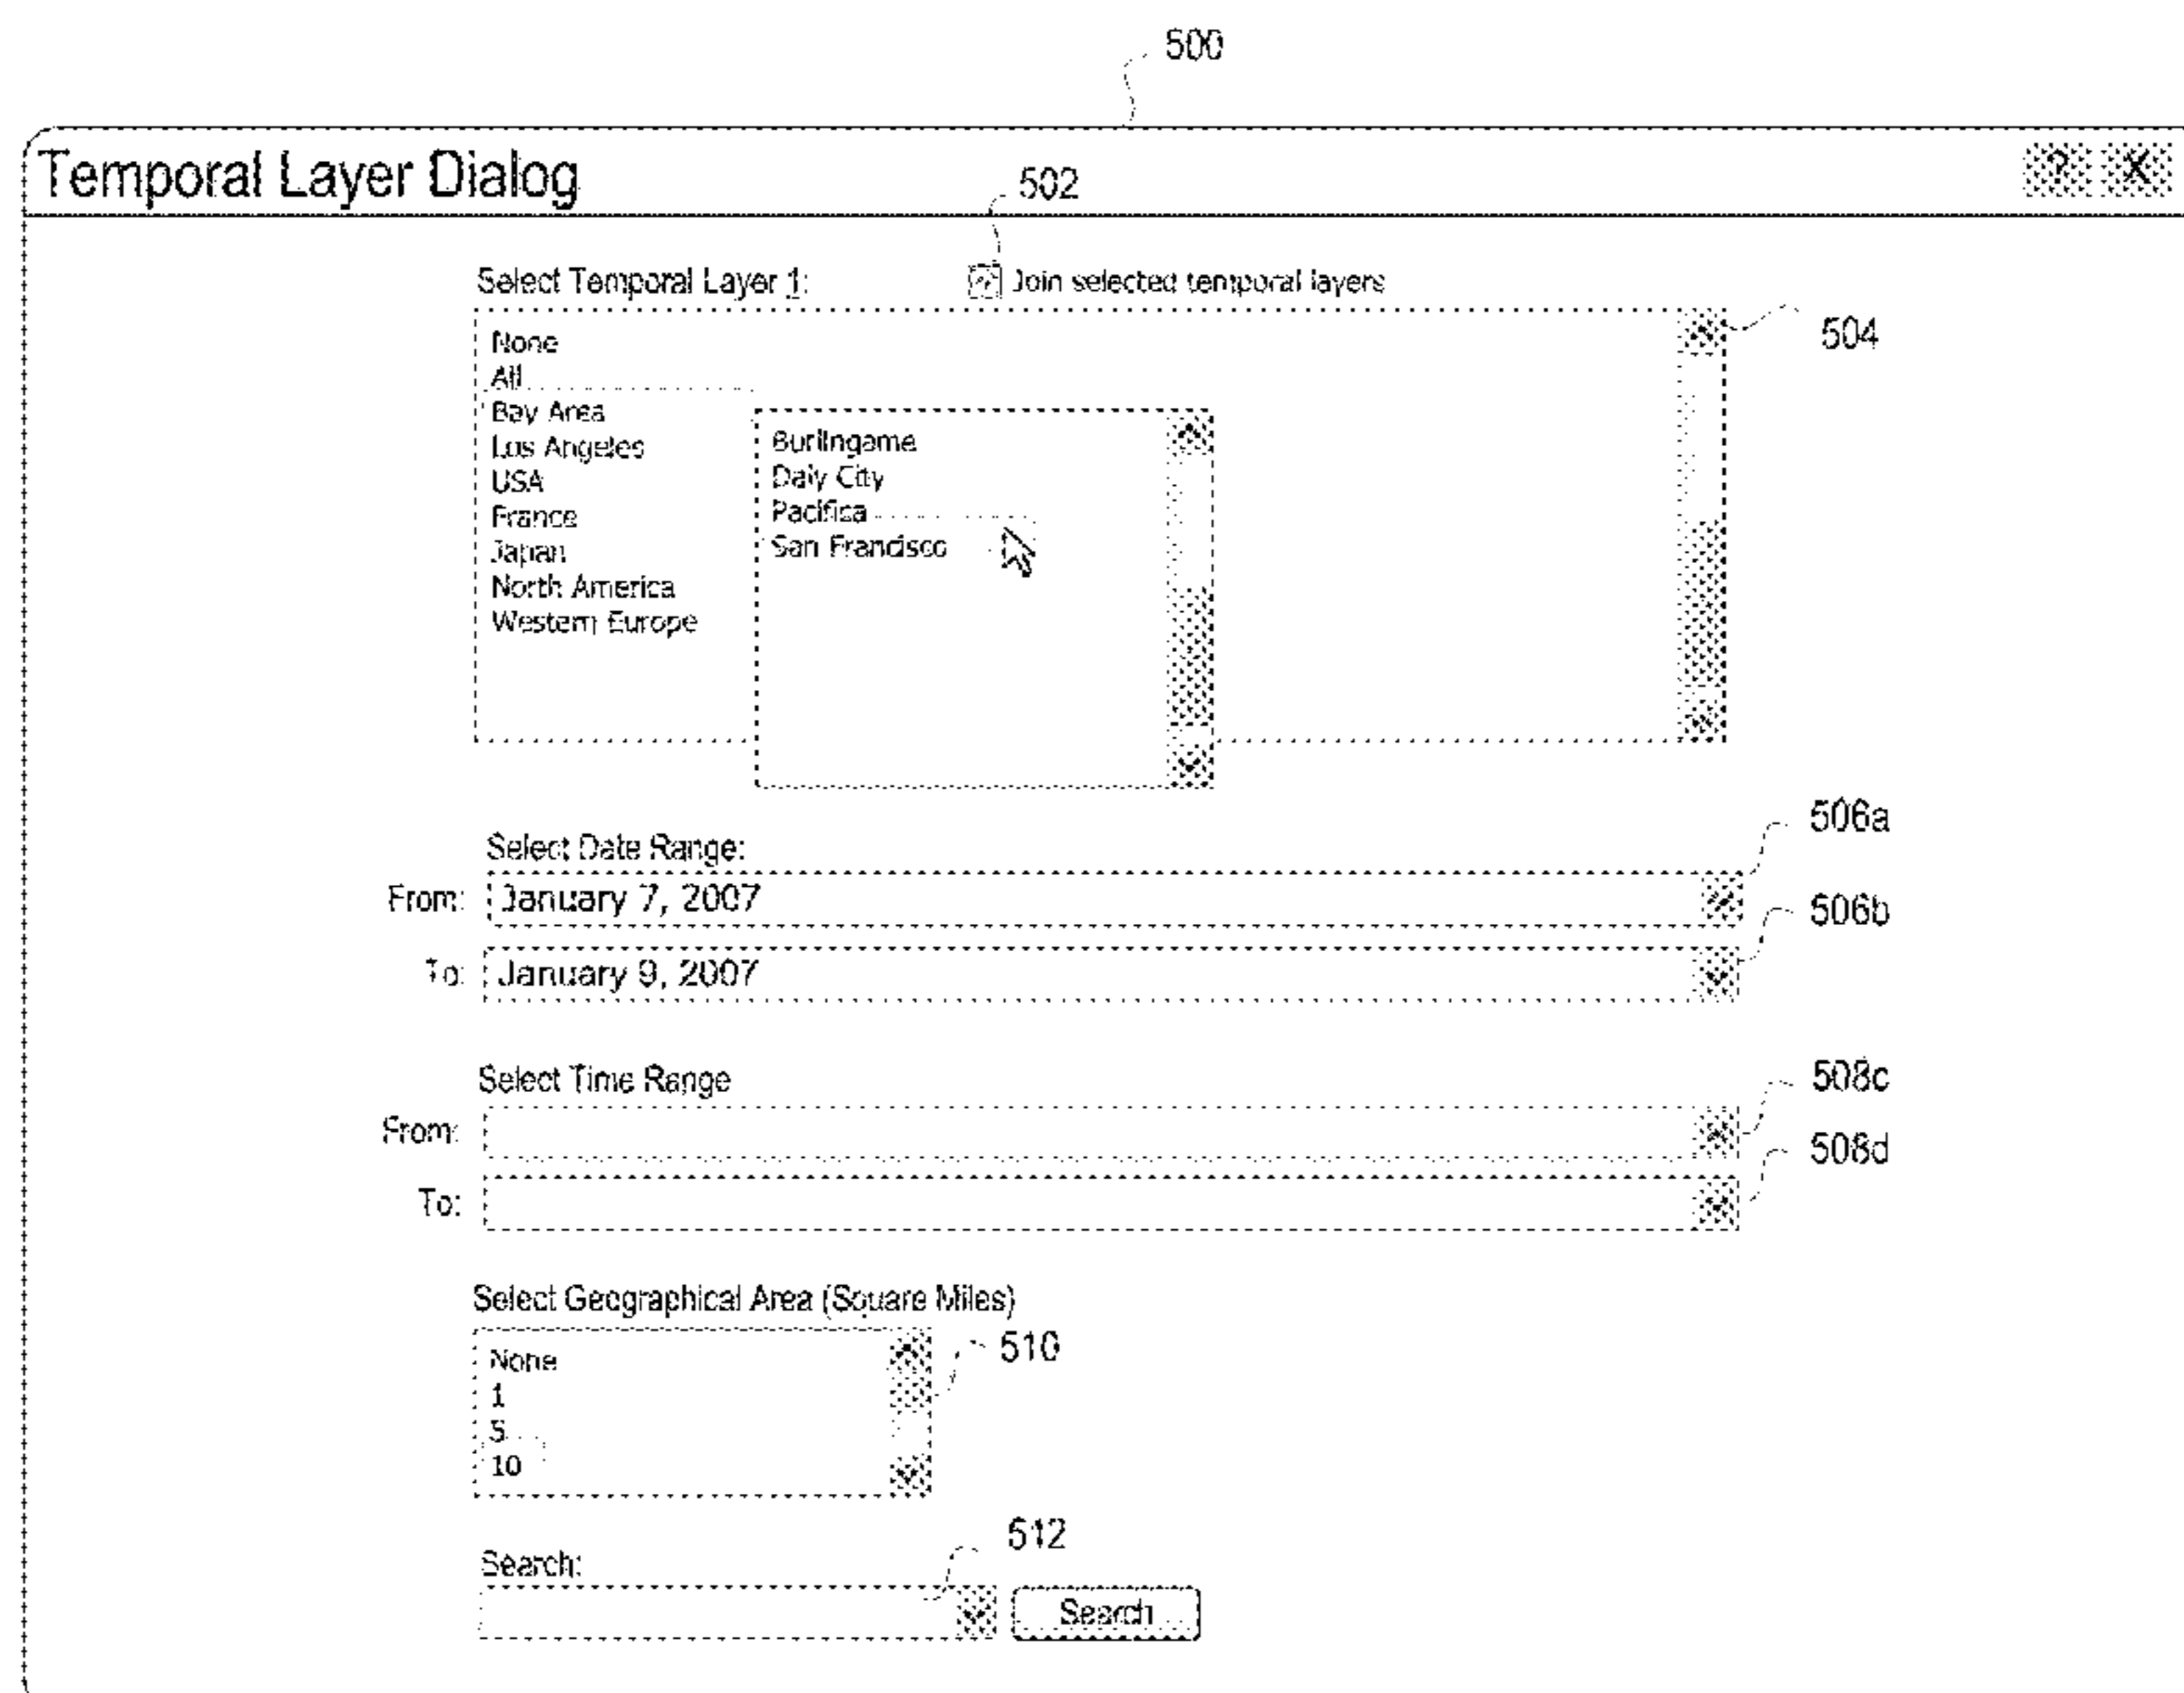 500
Temporal Layer Dialog
? X
502
Select Temporal Layer 1:
Join selected temporal layers
504
None
All
Bay Area
Los Angeles
USA
France
Japan
North America
Western Europe
Burlingame
Daly City
Pacifica
San Francisco
Select Date Range:
506a
From: January 7, 2007
506b
To: January 9, 2007
Select Time Range
508c
From:
508d
To:
Select Geographical Area (Square Miles)
510
None
1
5
10
512
Search:
Search